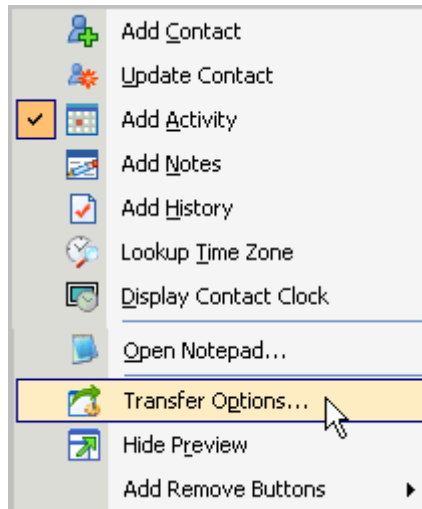 Add Contact
Update Contact
Add Activity
Add Notes
Add History
Lookup Time Zone
Display Contact Clock
Open Notepad...
Transfer Options...
Hide Preview
Add Remove Buttons